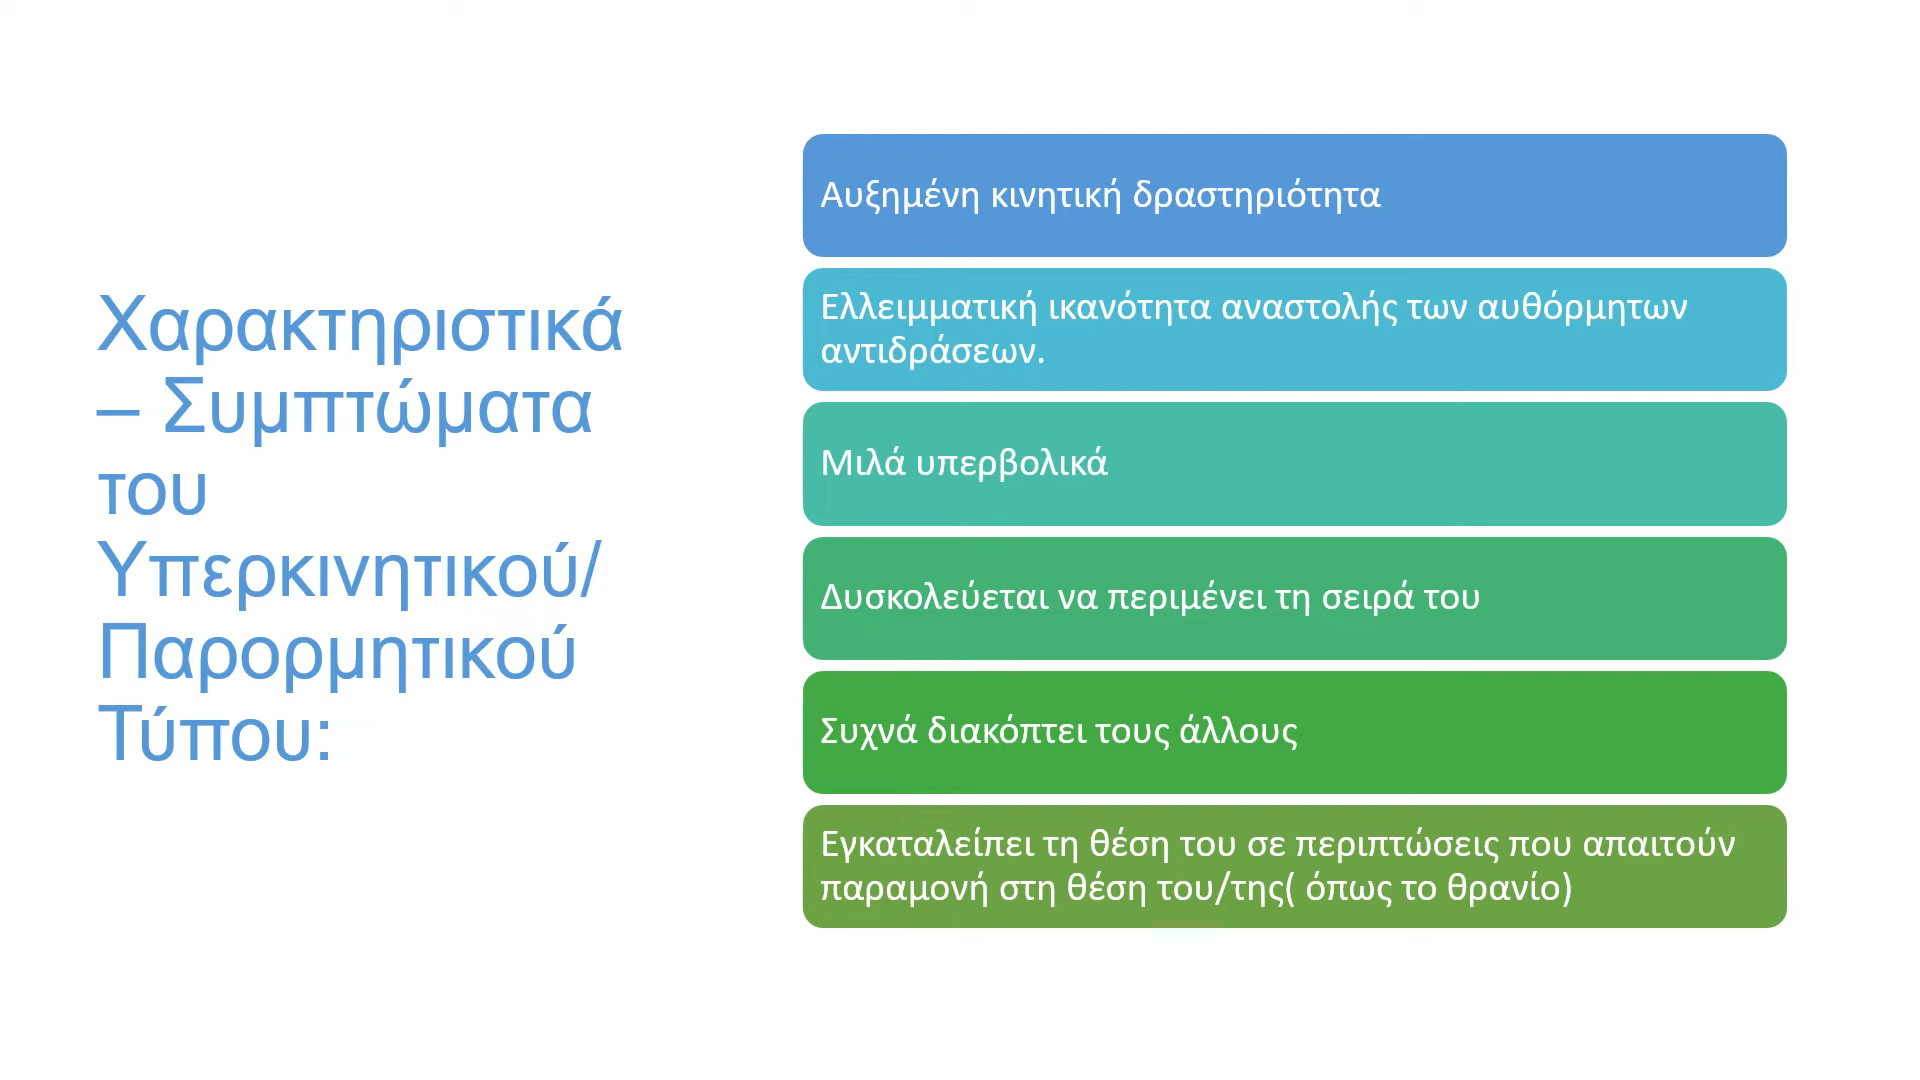 Χαρακτηριστικά
– Συμπτώματα
του
Υπερκινητικού/
Παρορμητικού
Τύπου:
Αυξημένη κινητική δραστηριότητα
Ελλειμματική ικανότητα αναστολής των αυθόρμητων
αντιδράσεων.
Μιλά υπερβολικά
Δυσκολεύεται να περιμένει τη σειρά του
Συχνά διακόπτει τους άλλους
Εγκαταλείπει τη θέση του σε περιπτώσεις που απαιτούν
παραμονή στη θέση του/της( όπως το θρανίο)